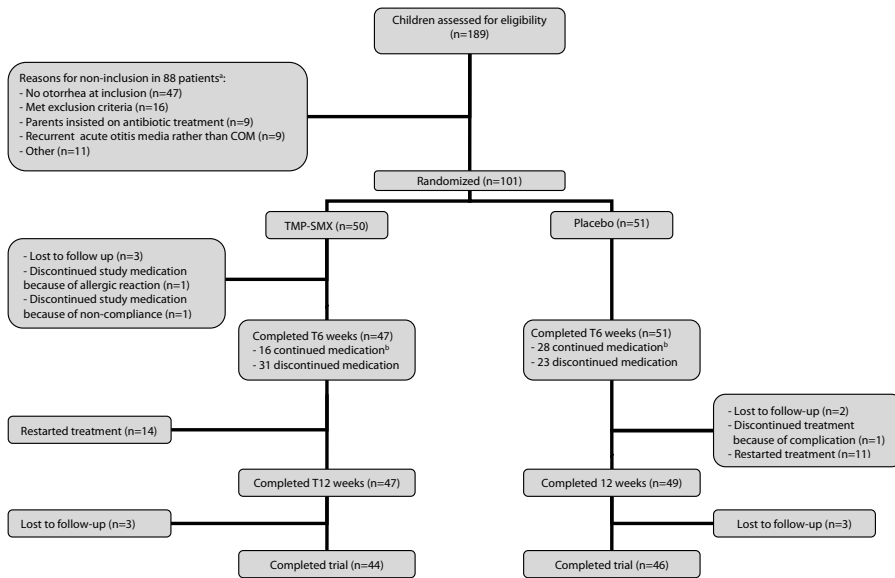 Children assessed for eligibility
(n=189)
Reasons for non-inclusion in 88 patientsᵃ:
- No otorrhea at inclusion (n=47)
- Met exclusion criteria (n=16)
- Parents insisted on antibiotic treatment (n=9)
- Recurrent acute otitis media rather than COM (n=9)
- Other (n=11)
Randomized (n=101)
TMP-SMX (n=50)
Placebo (n=51)
- Lost to follow up (n=3)
- Discontinued study medication
because of allergic reaction (n=1)
- Discontinued study medication
because of non-compliance (n=1)
Completed T6 weeks (n=47)
- 16 continued medicationᵇ
- 31 discontinued medication
Completed T6 weeks (n=51)
- 28 continued medicationᵇ
- 23 discontinued medication
Restarted treatment (n=14)
- Lost to follow-up (n=2)
- Discontinued treatment
because of complication (n=1)
- Restarted treatment (n=11)
Completed T12 weeks (n=47)
Completed 12 weeks (n=49)
Lost to follow-up (n=3)
Lost to follow-up (n=3)
Completed trial (n=44)
Completed trial (n=46)